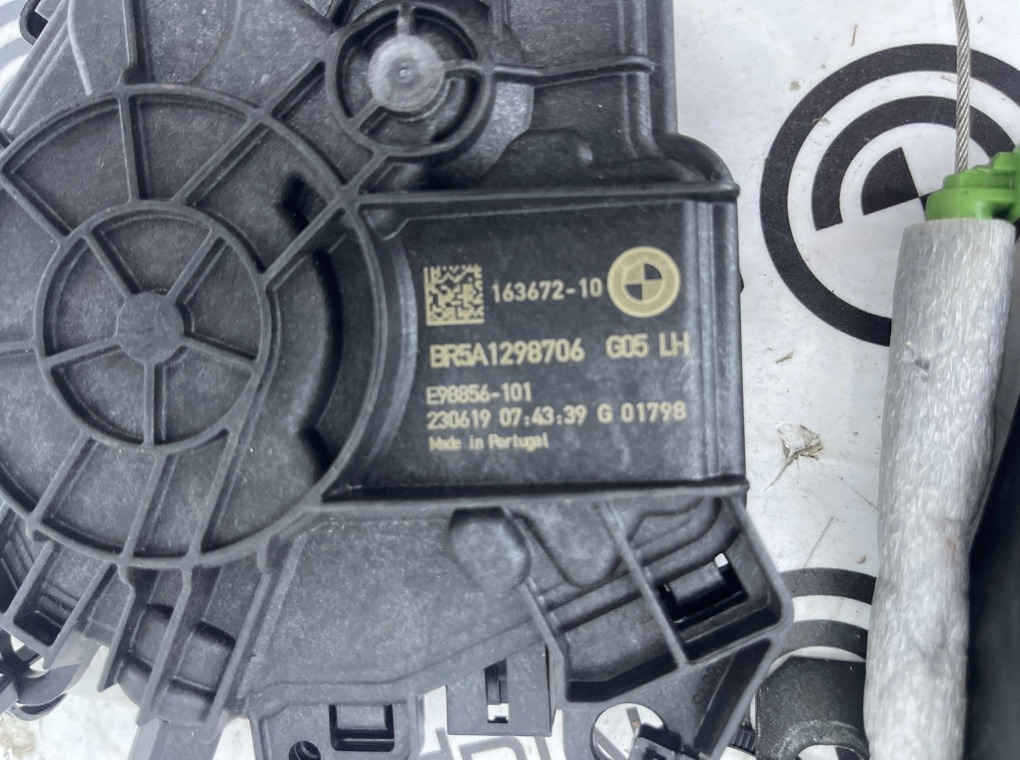 163672-10
BR5A1298706 G05 LH
E98856-101
230619 07:43:39 G 01798
Made in Portugal